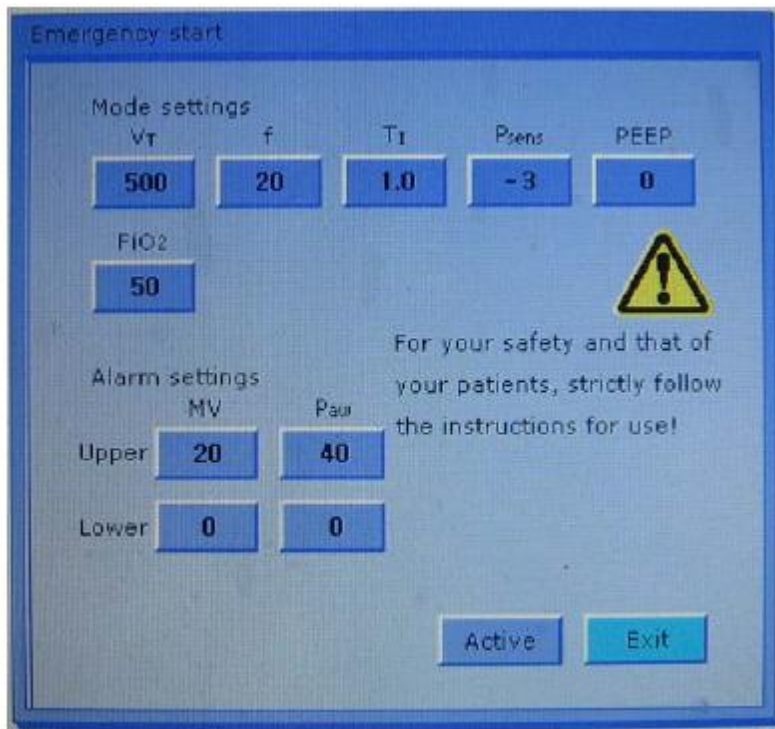 Emergency start
Mode settings
VT f TI Psens PEEP
500 20 1.0 -3 0
FiO2
50
For your safety and that of
your patients, strictly follow
the instructions for use!
Alarm settings
MV Paw
Upper 20 40
Lower 0 0
Active Exit